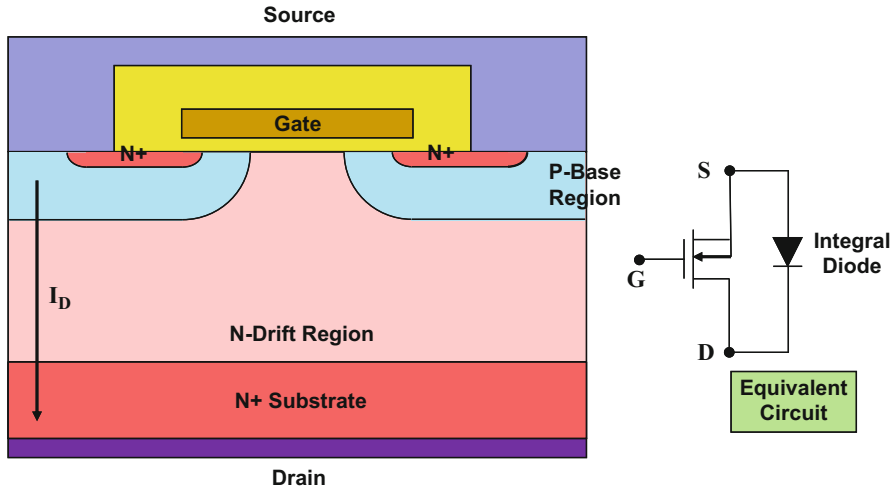 Source
Gate
N+
N+
P-Base
Region
I_D
N-Drift Region
N+ Substrate
Drain
S
G
D
Integral
Diode
Equivalent
Circuit